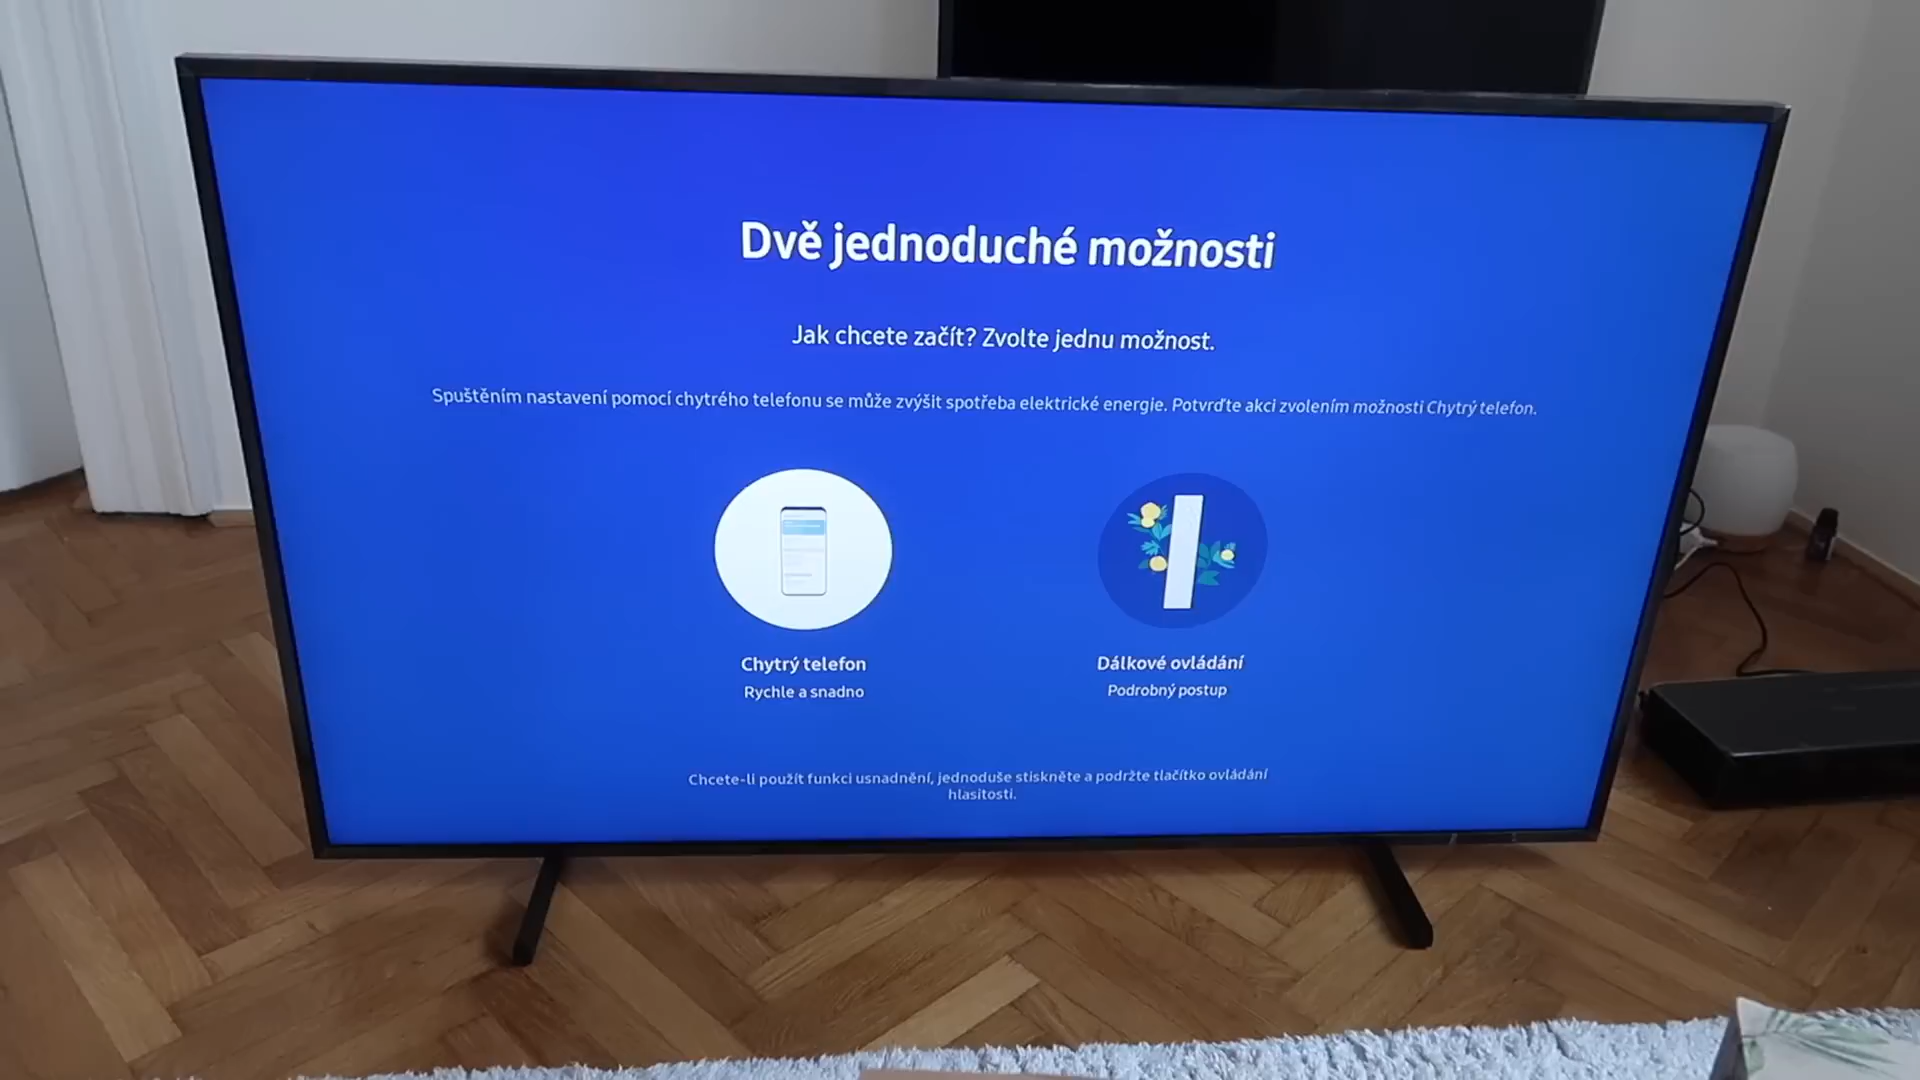 Dvě jednoduché možnosti
Jak chcete začít? Zvolte jednu možnost.
Spuštěním nastavení pomocí chytrého telefonu se může zvýšit spotřeba elektrické energie. Potvrďte akci zvolením možnosti Chytrý telefon.
Chytrý telefon
Rychle a snadno
Dálkové ovládání
Podrobný postup
Chcete-li použít funkci usnadnění, jednoduše stiskněte a podržte tlačítko ovládání
hlasitosti.